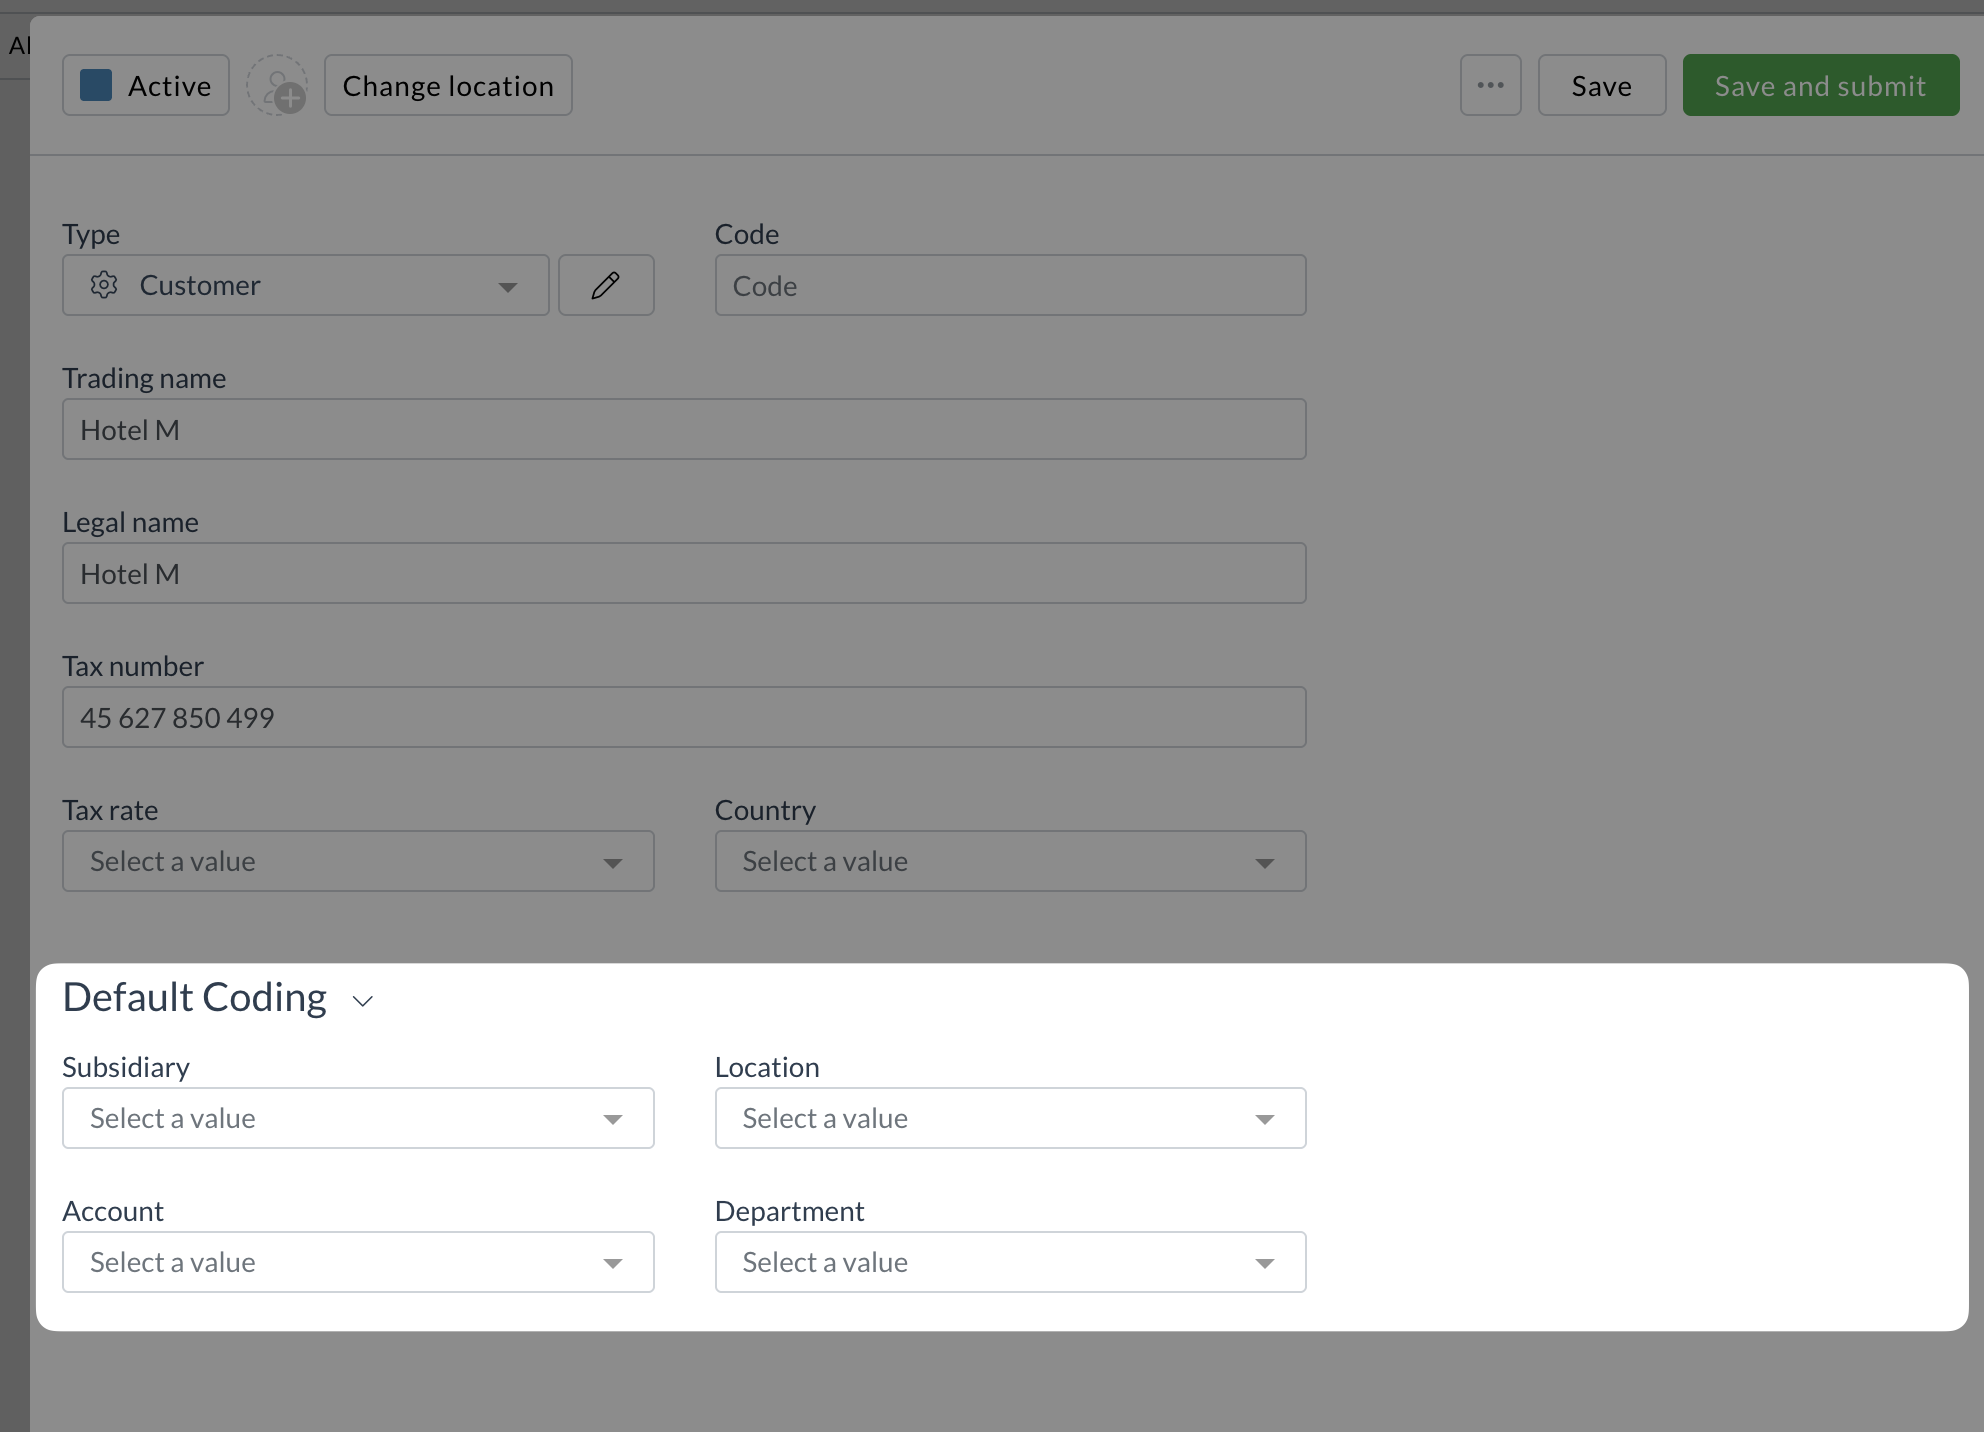 Active
Change location
...
Save
Save and submit
Type
Code
Customer
Code
Trading name
Hotel M
Legal name
Hotel M
Tax number
45 627 850 499
Tax rate
Country
Select a value
Select a value
Default Coding
Subsidiary
Location
Select a value
Select a value
Account
Department
Select a value
Select a value